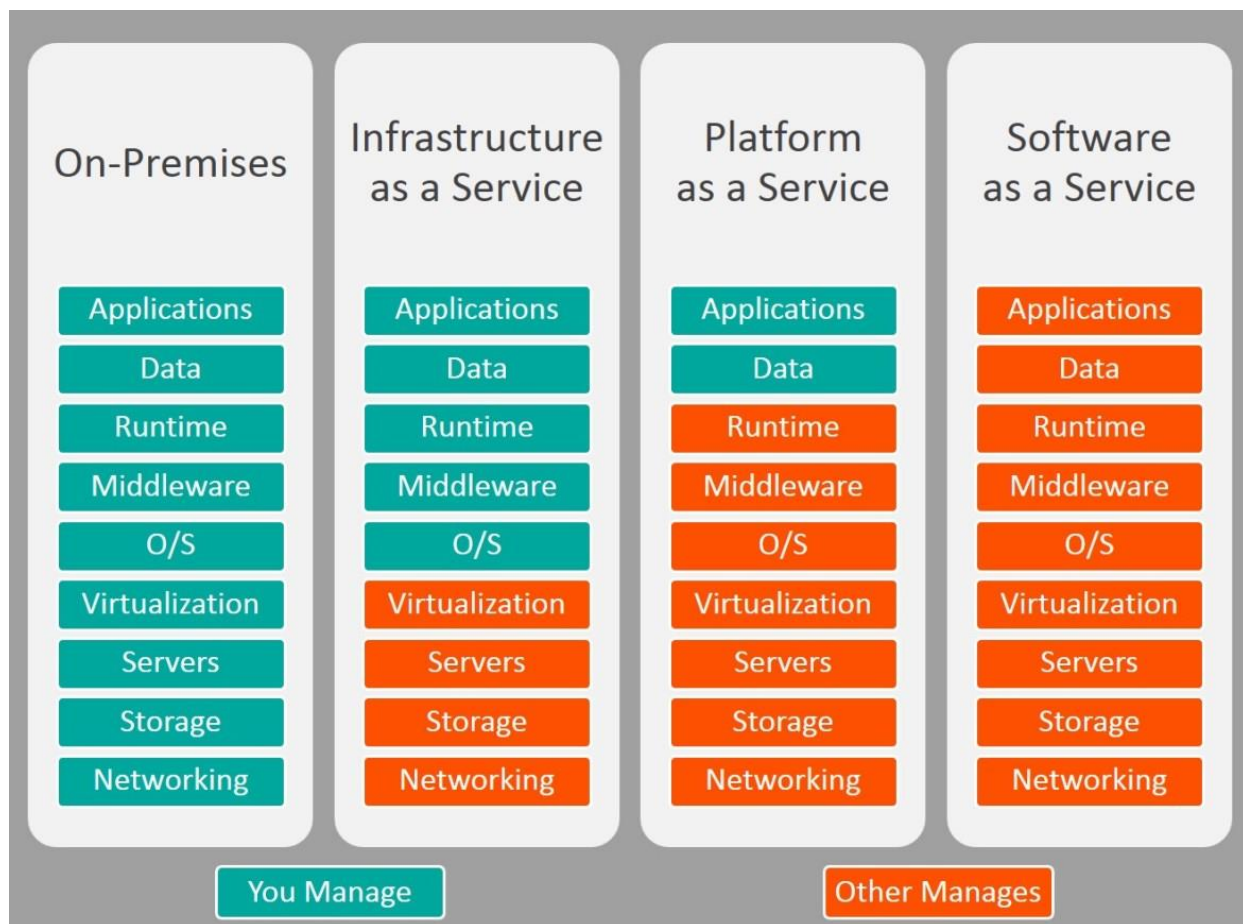 On-Premises
Applications
Data
Runtime
Middleware
O/S
Virtualization
Servers
Storage
Networking
Infrastructure
as a Service
Applications
Data
Runtime
Middleware
O/S
Virtualization
Servers
Storage
Networking
Platform
as a Service
Applications
Data
Runtime
Middleware
O/S
Virtualization
Servers
Storage
Networking
Software
as a Service
Applications
Data
Runtime
Middleware
O/S
Virtualization
Servers
Storage
Networking
You Manage
Other Manages